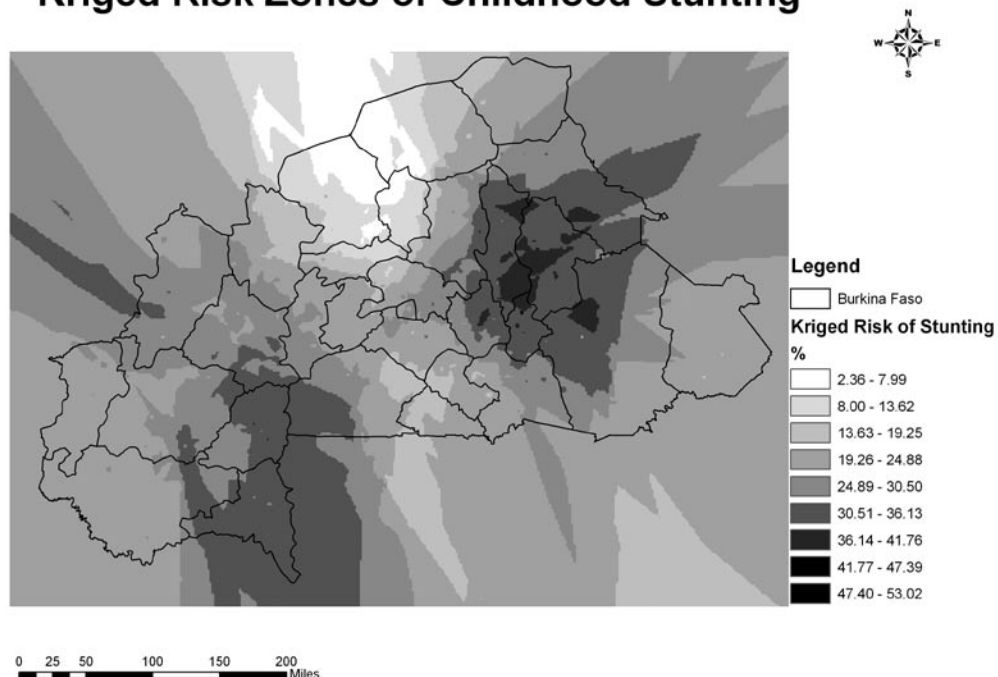 Kriged Risk Zones of Childhood Stunting
N
W E
S
Legend
Burkina Faso
Kriged Risk of Stunting
%
2.36 - 7.99
8.00 - 13.62
13.63 - 19.25
19.26 - 24.88
24.89 - 30.50
30.51 - 36.13
36.14 - 41.76
41.77 - 47.39
47.40 - 53.02
0 25 50 100 150 200
Miles